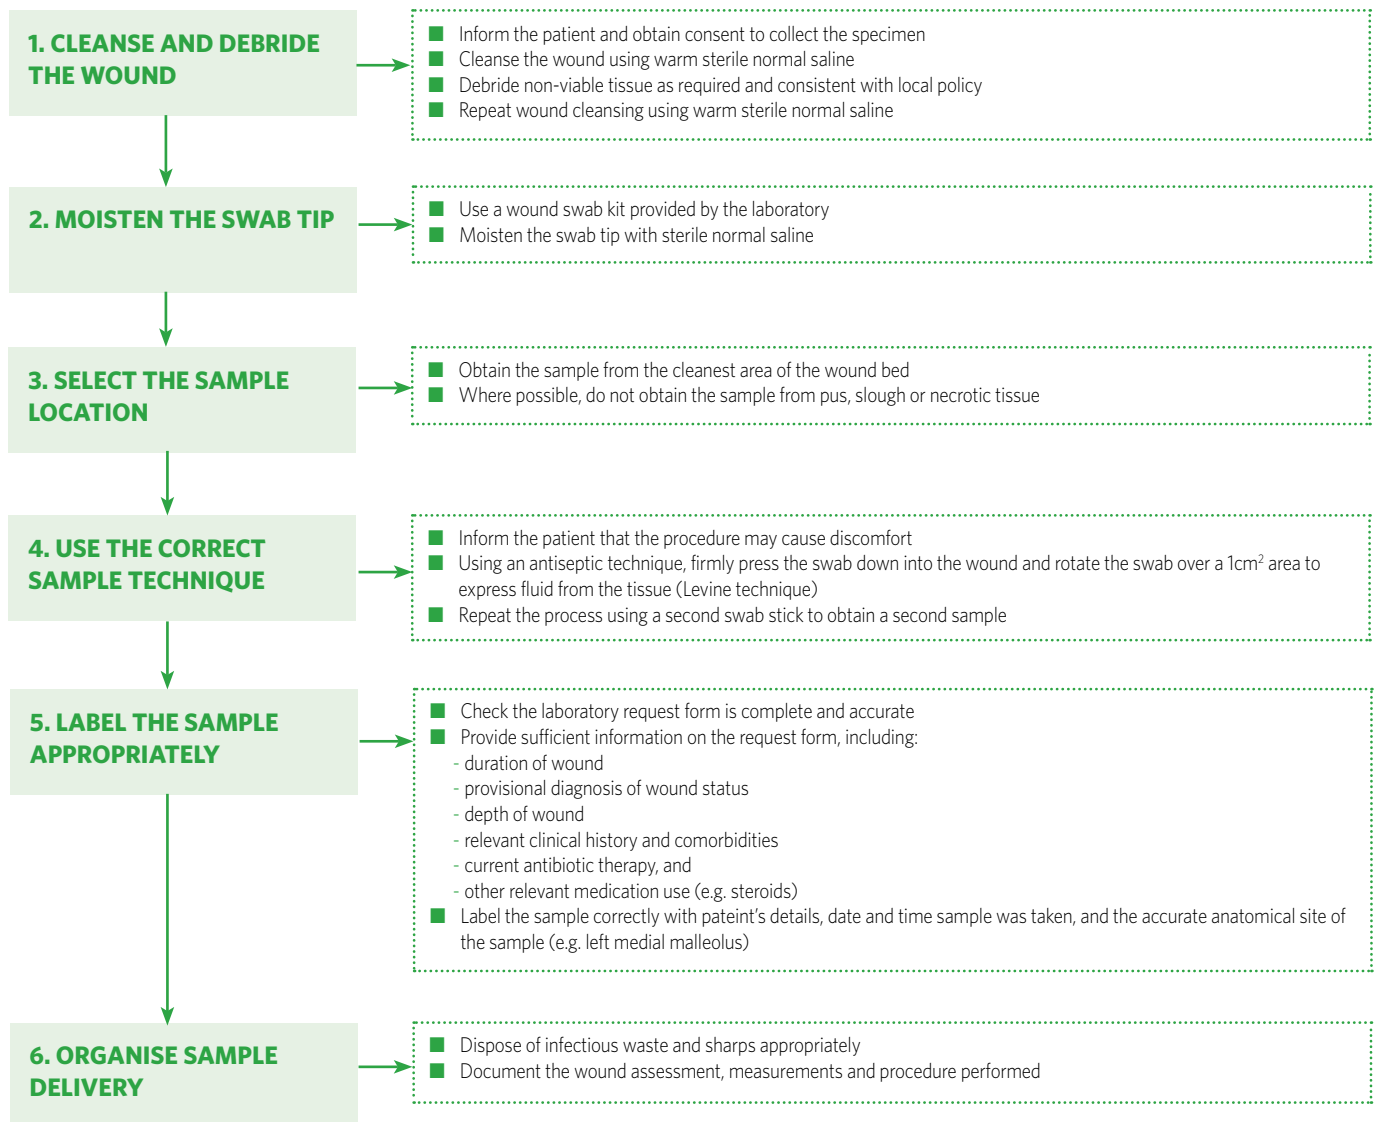 1. CLEANSE AND DEBRIDE
THE WOUND
■ Inform the patient and obtain consent to collect the specimen
■ Cleanse the wound using warm sterile normal saline
■ Debride non-viable tissue as required and consistent with local policy
■ Repeat wound cleansing using warm sterile normal saline
2. MOISTEN THE SWAB TIP
■ Use a wound swab kit provided by the laboratory
■ Moisten the swab tip with sterile normal saline
3. SELECT THE SAMPLE
LOCATION
■ Obtain the sample from the cleanest area of the wound bed
■ Where possible, do not obtain the sample from pus, slough or necrotic tissue
4. USE THE CORRECT
SAMPLE TECHNIQUE
■ Inform the patient that the procedure may cause discomfort
■ Using an antiseptic technique, firmly press the swab down into the wound and rotate the swab over a 1cm² area to
express fluid from the tissue (Levine technique)
■ Repeat the process using a second swab stick to obtain a second sample
5. LABEL THE SAMPLE
APPROPRIATELY
■ Check the laboratory request form is complete and accurate
■ Provide sufficient information on the request form, including:
- duration of wound
- provisional diagnosis of wound status
- depth of wound
- relevant clinical history and comorbidities
- current antibiotic therapy, and
- other relevant medication use (e.g. steroids)
■ Label the sample correctly with pateint's details, date and time sample was taken, and the accurate anatomical site of
the sample (e.g. left medial malleolus)
6. ORGANISE SAMPLE
DELIVERY
■ Dispose of infectious waste and sharps appropriately
■ Document the wound assessment, measurements and procedure performed